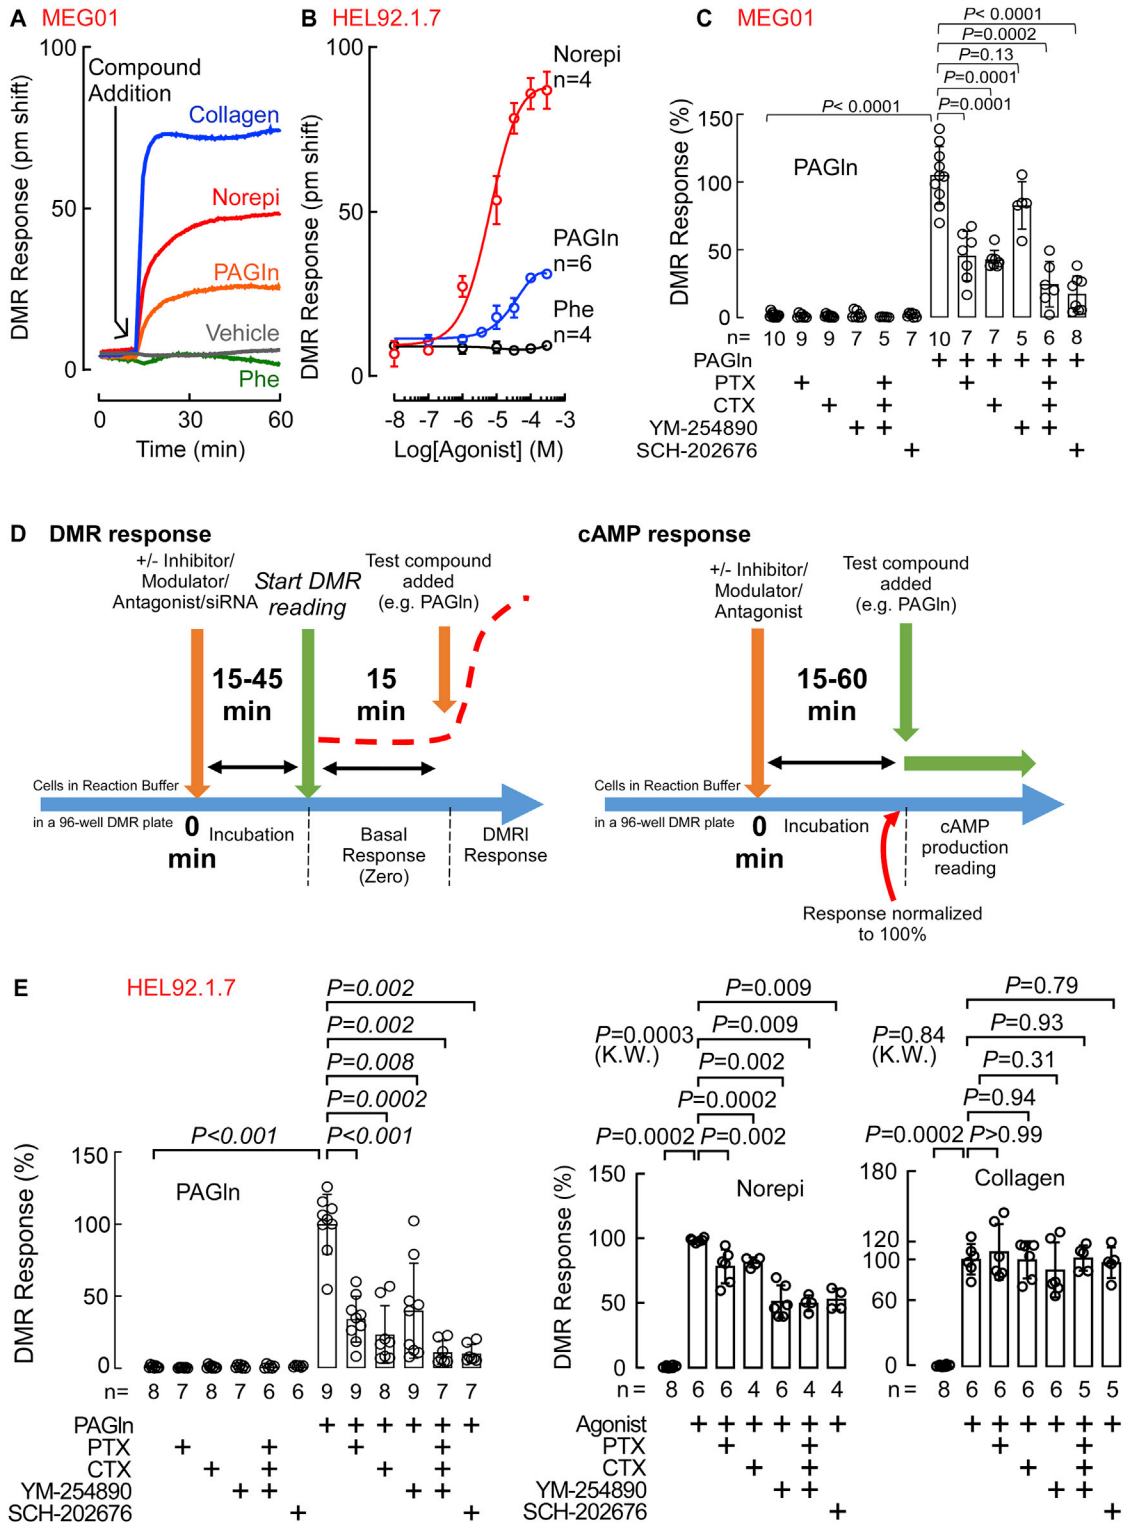 A MEG01
100
50
0
DMR Response (pm shift)
Compound
Addition
Collagen
Norepi
PAGln
Vehicle
Phe
0 30 60
Time (min)
B HEL92.1.7
100
50
0
DMR Response (pm shift)
Norepi
n=4
PAGln
n=6
Phe
n=4
-8 -7 -6 -5 -4 -3
Log[Agonist] (M)
C MEG01
P< 0.0001
P=0.0002
P=0.13
P=0.0001
P< 0.0001 P=0.0001
150
100
50
0
DMR Response (%)
PAGln
n= 10 9 9 7 5 7 10 7 7 5 6 8
PAGln + + + + + +
PTX + + + +
CTX + + + +
YM-254890 + + + +
SCH-202676 + +
D DMR response
+/- Inhibitor/
Modulator/
Antagonist/siRNA
Start DMR
reading
Test compound
added
(e.g. PAGln)
15-45
min
15
min
Cells in Reaction Buffer
in a 96-well DMR plate
0
min
Incubation
Basal
Response
(Zero)
DMRI
Response
cAMP response
+/- Inhibitor/
Modulator/
Antagonist
Test compound
added
(e.g. PAGln)
15-60
min
Cells in Reaction Buffer
in a 96-well DMR plate
0
min
Incubation
cAMP
production
reading
Response normalized
to 100%
E HEL92.1.7
P=0.002
P=0.002
P=0.008
P=0.0002
P<0.001 P<0.001
150
100
50
0
DMR Response (%)
PAGln
n= 8 7 8 7 6 6 9 9 8 9 7 7
PAGln + + + + + +
PTX + + + +
CTX + + + +
YM-254890 + + + +
SCH-202676 + +
P=0.009
P=0.0003
(K.W.)
P=0.009
P=0.002
P=0.0002
P=0.0002 P=0.002
150
100
50
0
DMR Response (%)
Norepi
n= 8 6 6 4 6 4 4
Agonist + + + + + +
PTX + +
CTX + +
YM-254890 + +
SCH-202676 +
P=0.79
P=0.84
(K.W.)
P=0.93
P=0.31
P=0.94
P=0.0002 P>0.99
180
120
100
60
0
Collagen
n= 8 6 6 6 6 5 5
+ + + + + +
+ +
+ +
+ +
+